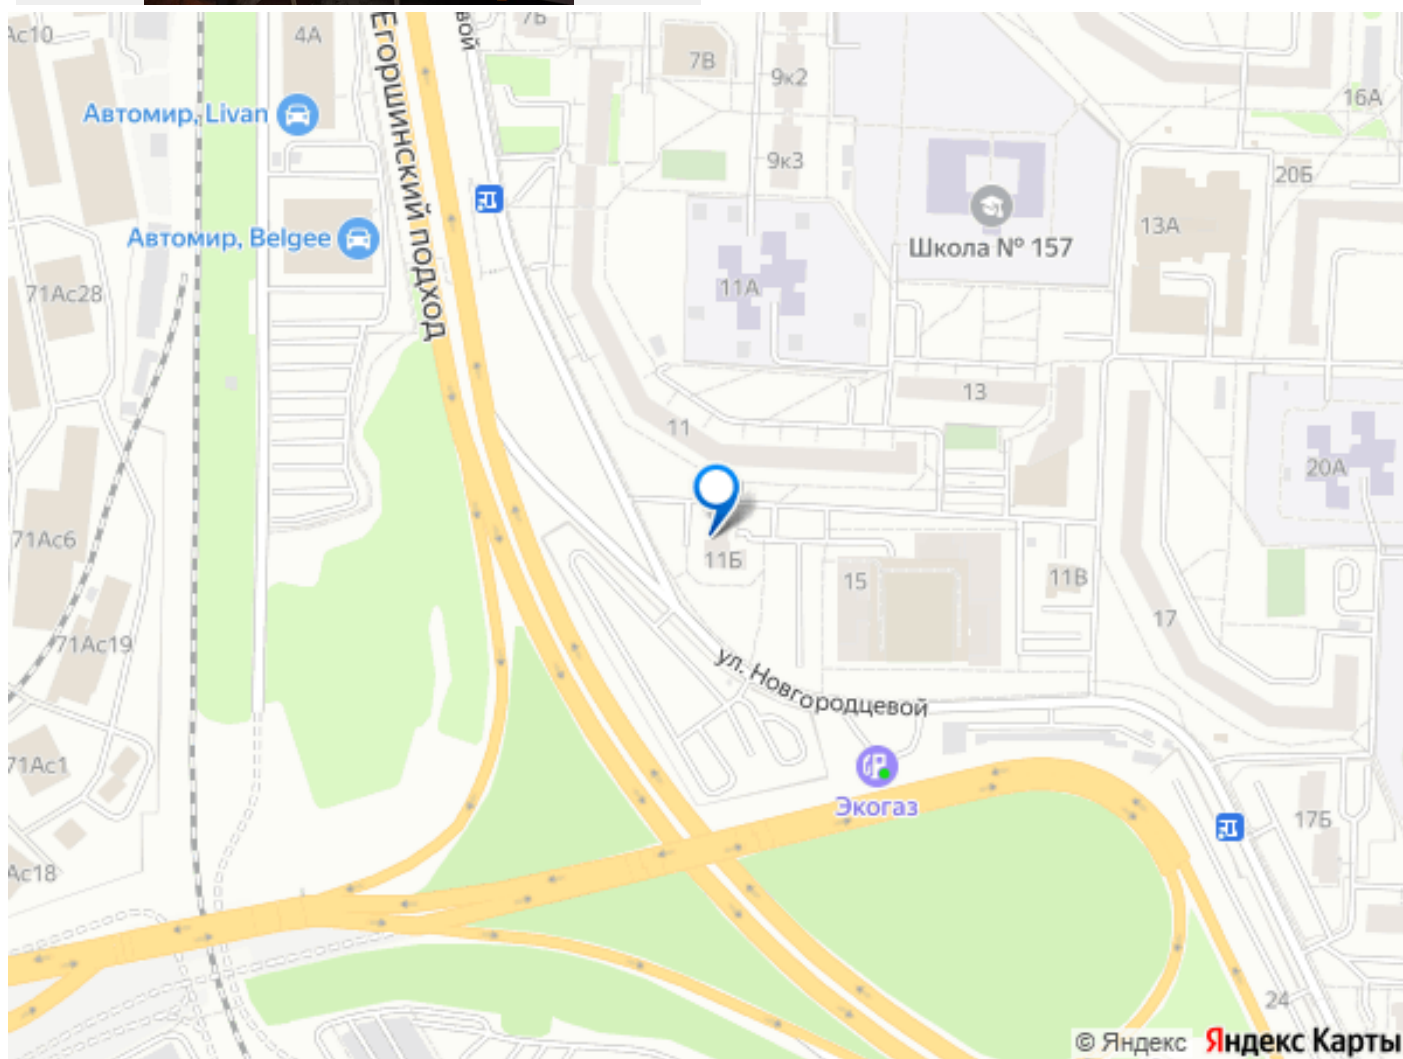 Ас10
4А
7Б
вой
7В
9к2
16А
Автомир, Livan
Егоршинский подход
9к3
20Б
Школа № 157
13А
Автомир, Belgee
71Ас28
11А
13
11
20А
71Ас6
11Б
15
11В
17
71Ас19
ул. Новгородцевой
71Ас1
Экогаз
17Б
Ас18
24
© Яндекс Яндекс Карты